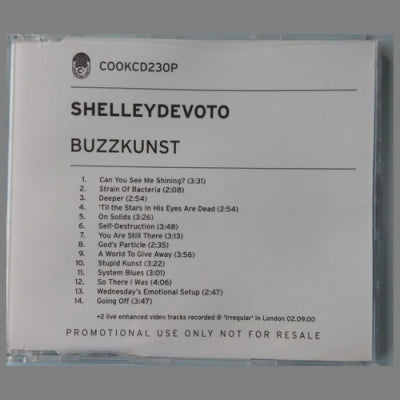 COOKCD230P
SHELLEYDEVOTO
BUZZKUNST
1. Can You See Me Shining? (3:31)
2. Strain Of Bacteria (2:08)
3. Deeper (2:54)
4. 'Til the Stars in His Eyes Are Dead (2:54)
5. On Solids (3:26)
6. Self-Destruction (3:48)
7. You Are Still There (3:13)
8. God's Particle (2:35)
9. A World To Give Away (3:56)
10. Stupid Kunst (3:22)
11. System Blues (3:01)
12. So There I Was (4:06)
13. Wednesday's Emotional Setup (2:47)
14. Going Off (3:47)
+2 live enhanced video tracks recorded @ 'Irregular' in London 02.09.00
PROMOTIONAL USE ONLY NOT FOR RESALE